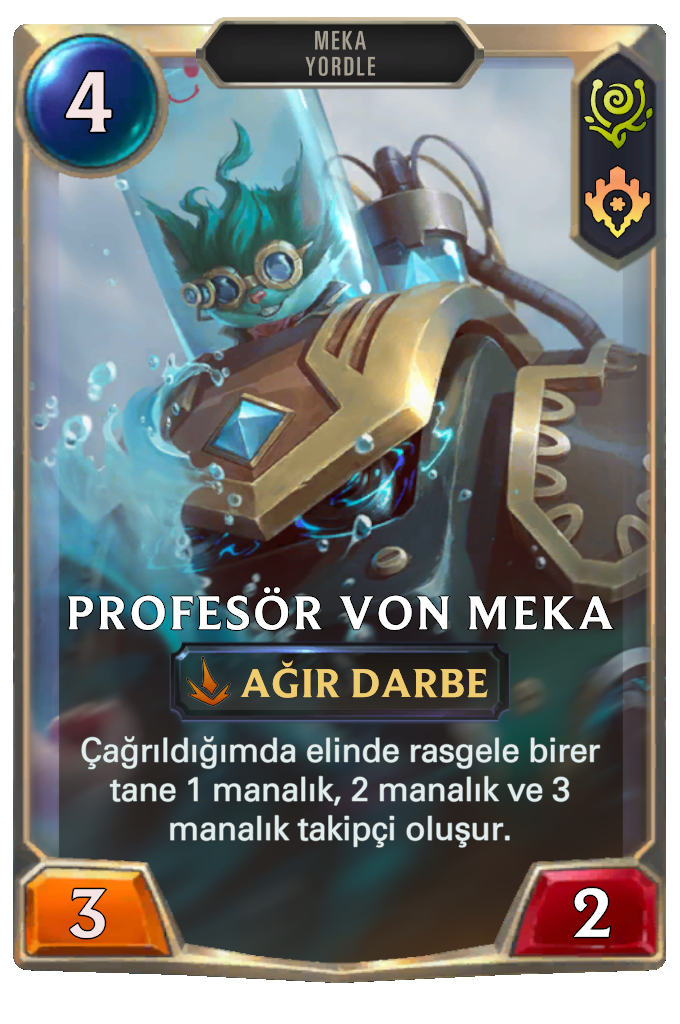 MEKA
YORDLE
4
PROFESÖR VON MEKA
AĞIR DARBE
Çağrıldığımda elinde rasgele birer
tane 1 manalık, 2 manalık ve 3
manalık takipçi oluşur.
3
2